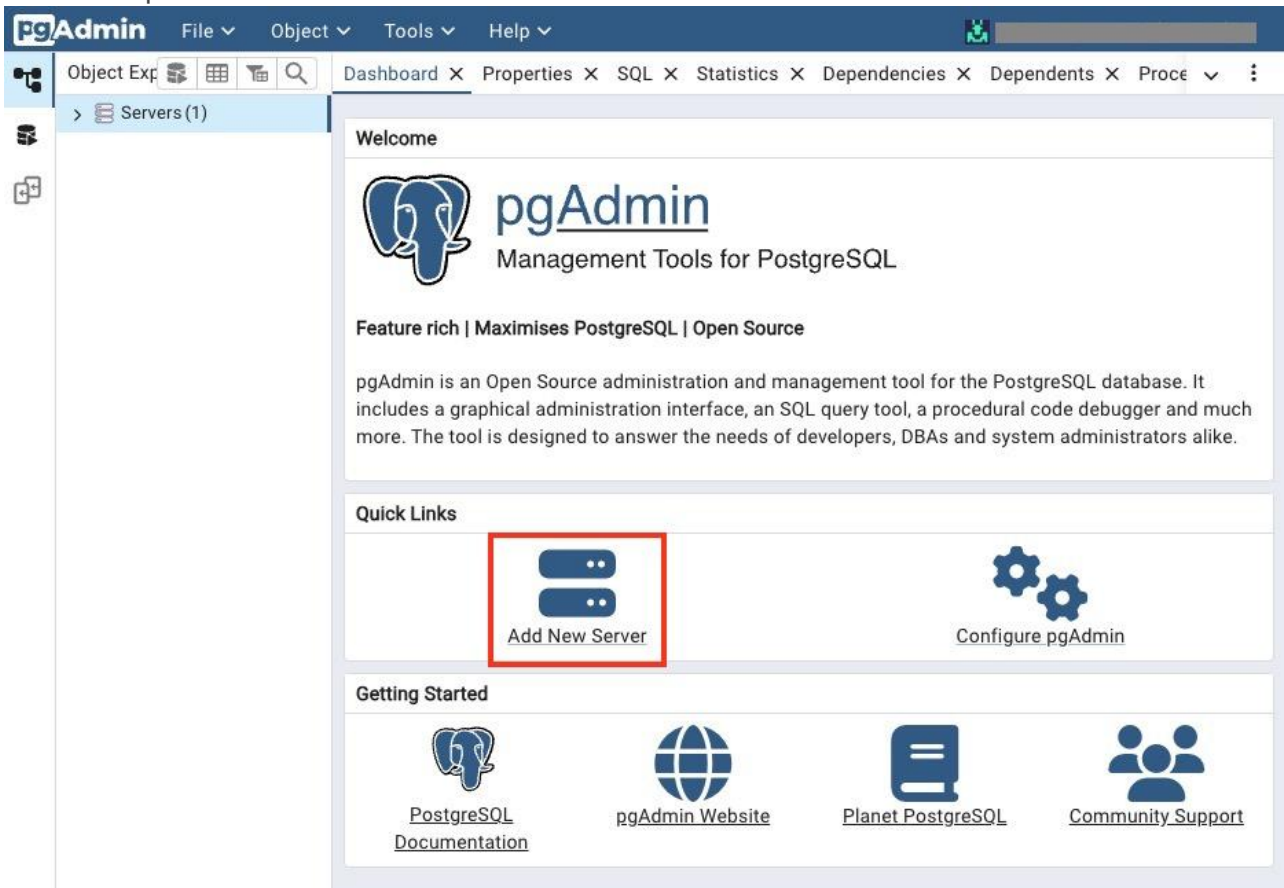 pgAdmin File Object Tools Help
Object Exp Dashboard Properties SQL Statistics Dependencies Dependents Proce
Servers (1)
Welcome
pgAdmin
Management Tools for PostgreSQL
Feature rich | Maximises PostgreSQL | Open Source
pgAdmin is an Open Source administration and management tool for the PostgreSQL database. It
includes a graphical administration interface, an SQL query tool, a procedural code debugger and much
more. The tool is designed to answer the needs of developers, DBAs and system administrators alike.
Quick Links
Add New Server Configure pgAdmin
Getting Started
PostgreSQL
Documentation
pgAdmin Website
Planet PostgreSQL
Community Support